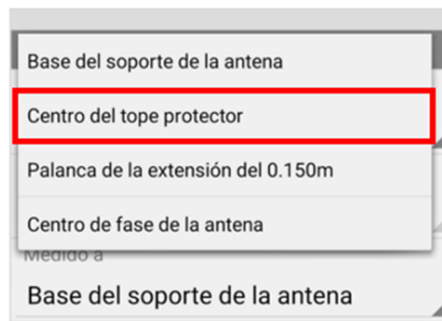 Base del soporte de la antena
Centro del tope protector
Palanca de la extensión del 0.150m
Centro de fase de la antena
Medido a
Base del soporte de la antena